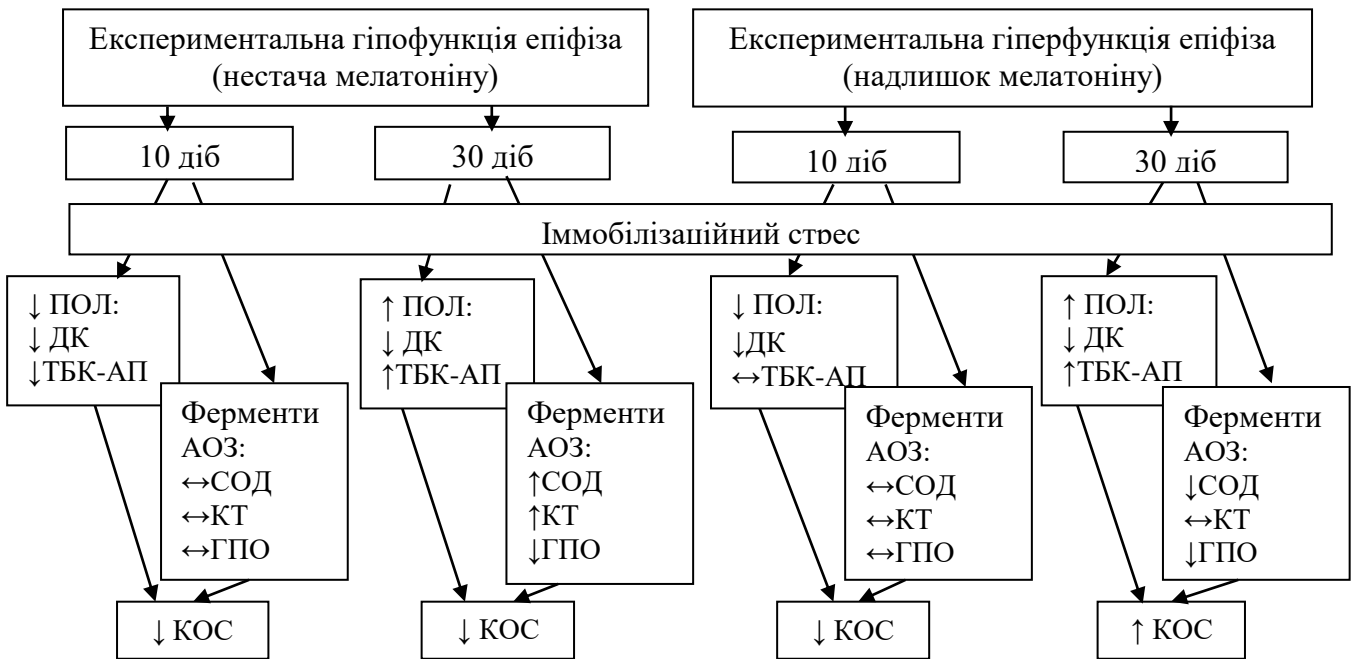 Експериментальна гіпофункція епіфіза
(нестача мелатоніну)
Експериментальна гіперфункція епіфіза
(надлишок мелатоніну)
10 діб
30 діб
10 діб
30 діб
Іммобілізаційний стрес
↓ ПОЛ:
↓ ДК
↓ТБК-АП
Ферменти
АОЗ:
↔СОД
↔КТ
↔ГПО
↑ ПОЛ:
↓ ДК
↑ТБК-АП
Ферменти
АОЗ:
↑СОД
↑КТ
↓ГПО
↓ ПОЛ:
↓ДК
↔ТБК-АП
Ферменти
АОЗ:
↔СОД
↔КТ
↔ГПО
↑ ПОЛ:
↓ ДК
↑ТБК-АП
Ферменти
АОЗ:
↓СОД
↔КТ
↓ГПО
↓ КОС
↓ КОС
↓ КОС
↑ КОС